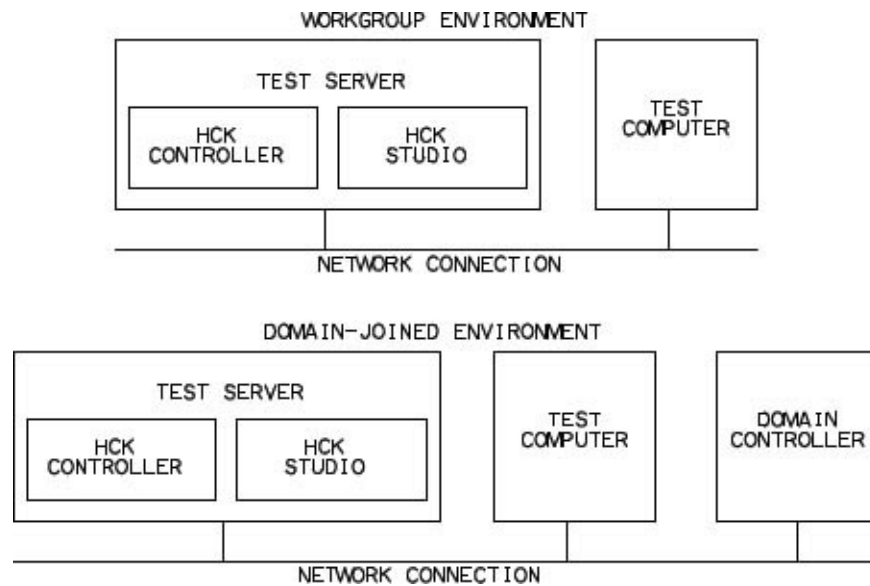 WORKGROUP ENVIRONMENT
TEST SERVER
HCK
CONTROLLER
HCK
STUDIO
TEST
COMPUTER
NETWORK CONNECTION
DOMAIN-JOINED ENVIRONMENT
TEST SERVER
HCK
CONTROLLER
HCK
STUDIO
TEST
COMPUTER
DOMAIN
CONTROLLER
NETWORK CONNECTION